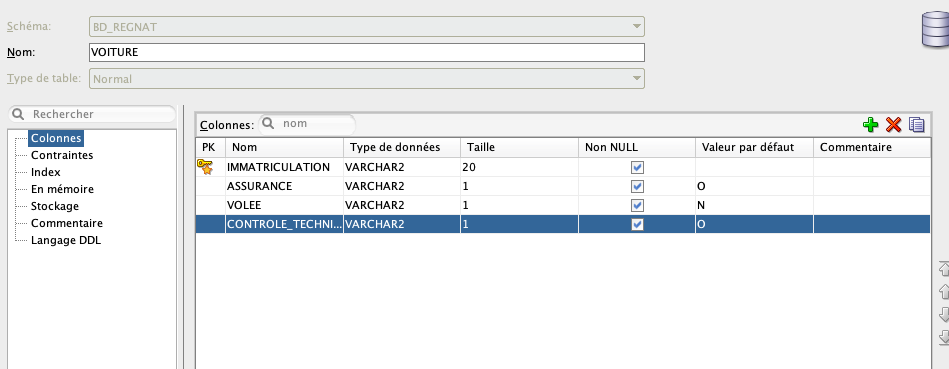 Schéma: BD_REGNAT
Nom: VOITURE
Type de table: Normal
Rechercher
Colonnes
Contraintes
Index
En mémoire
Stockage
Commentaire
Langage DDL
Colonnes: nom
PK Nom Type de données Taille Non NULL Valeur par défaut Commentaire
IMMATRICULATION VARCHAR2 20
ASSURANCE VARCHAR2 1 O
VOLEE VARCHAR2 1 N
CONTROLE_TECHNI... VARCHAR2 1 O